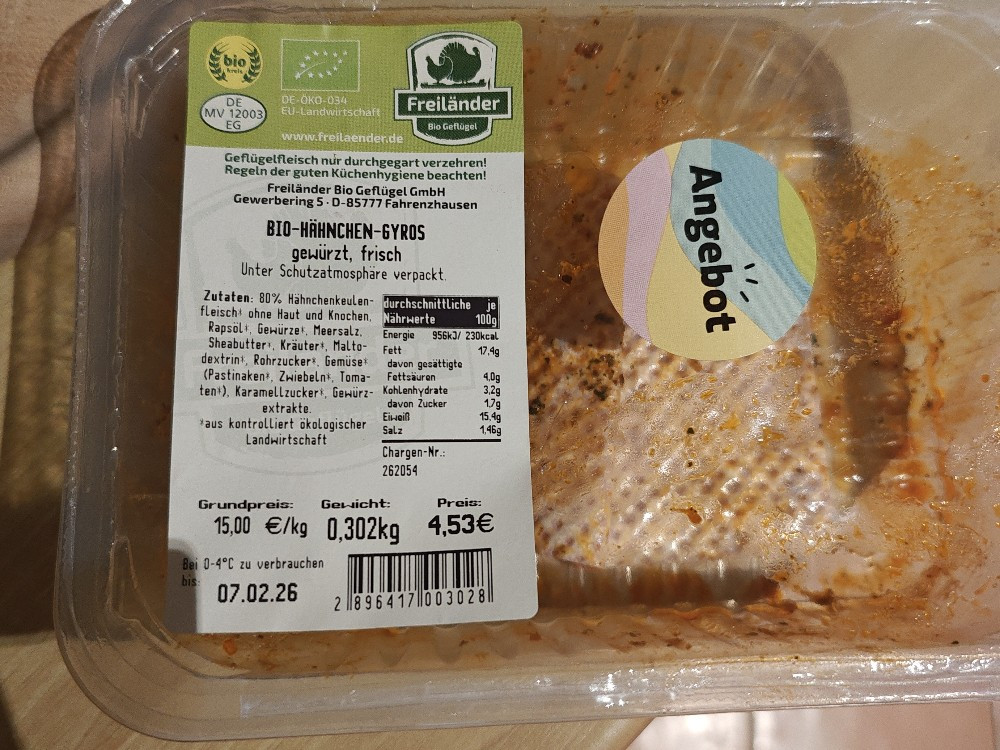 bio
kreis
DE
MV 12003
EG
DE-ÖKO-034
EU-Landwirtschaft
www.freilaender.de
Freiländer
Bio Geflügel
Geflügelfleisch nur durchgegart verzehren!
Regeln der guten Küchenhygiene beachten!
Freiländer Bio Geflügel GmbH
Gewerbering 5 · D-85777 Fahrenzhausen
BIO-HÄHNCHEN-GYROS
gewürzt, frisch
Unter Schutzatmosphäre verpackt.
Zutaten: 80% Hähnchenkeulen-
fleisch* ohne Haut und Knochen,
Rapsöl*, Gewürze*, Meersalz,
Sheabutter*, Kräuter*, Malto-
dextrin*, Rohrzucker*, Gemüse*
(Pastinaken*, Zwiebeln*, Toma-
ten*), Karamellzucker*, Gewürz-
extrakte.
*aus kontrolliert ökologischer
Landwirtschaft
durchschnittliche je
Nährwerte 100g
Energie 956kJ/ 230kcal
Fett 17,4g
davon gesättigte
Fettsäuren 4,0g
Kohlenhydrate 3,2g
davon Zucker 1,7g
Eiweiß 15,4g
Salz 1,46g
Chargen-Nr.:
262054
Grundpreis: Gewicht: Preis:
15,00 €/kg 0,302kg 4,53€
Bei 0-4°C zu verbrauchen
bis:
07.02.26
2 896417 003028
Angebot